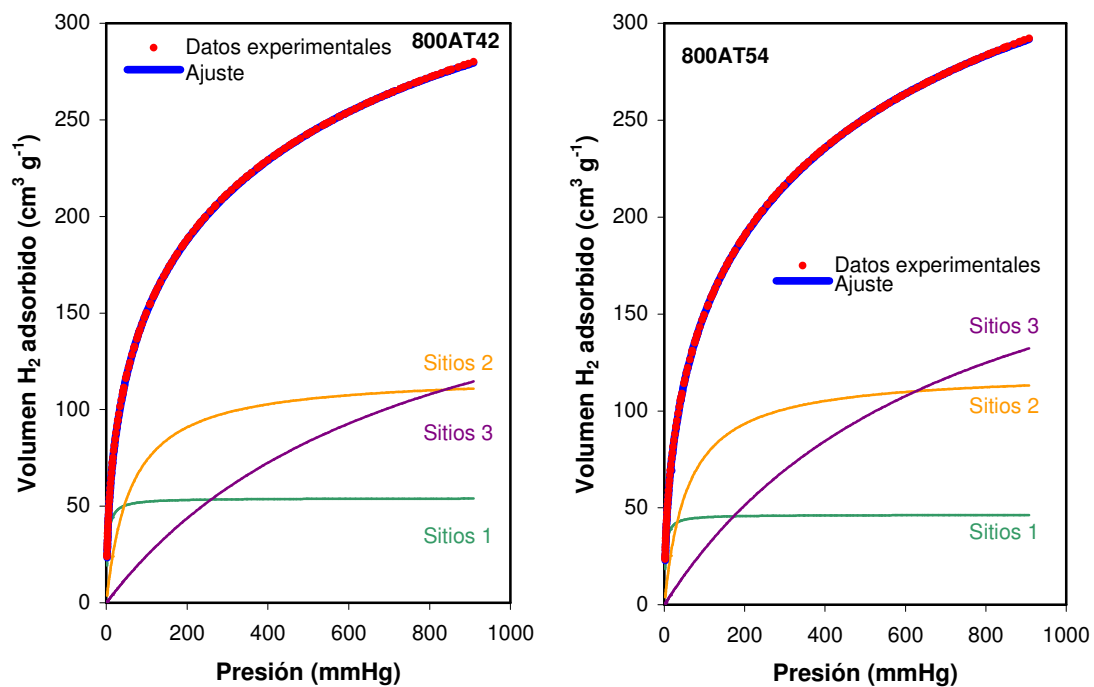 300
250
200
150
100
50
0
0 200 400 600 800 1000
Volumen H₂ adsorbido (cm³ g⁻¹)
Presión (mmHg)
800AT42
Datos experimentales
Ajuste
Sitios 2
Sitios 3
Sitios 1
300
250
200
150
100
50
0
0 200 400 600 800 1000
Volumen H₂ adsorbido (cm³ g⁻¹)
Presión (mmHg)
800AT54
Datos experimentales
Ajuste
Sitios 3
Sitios 2
Sitios 1